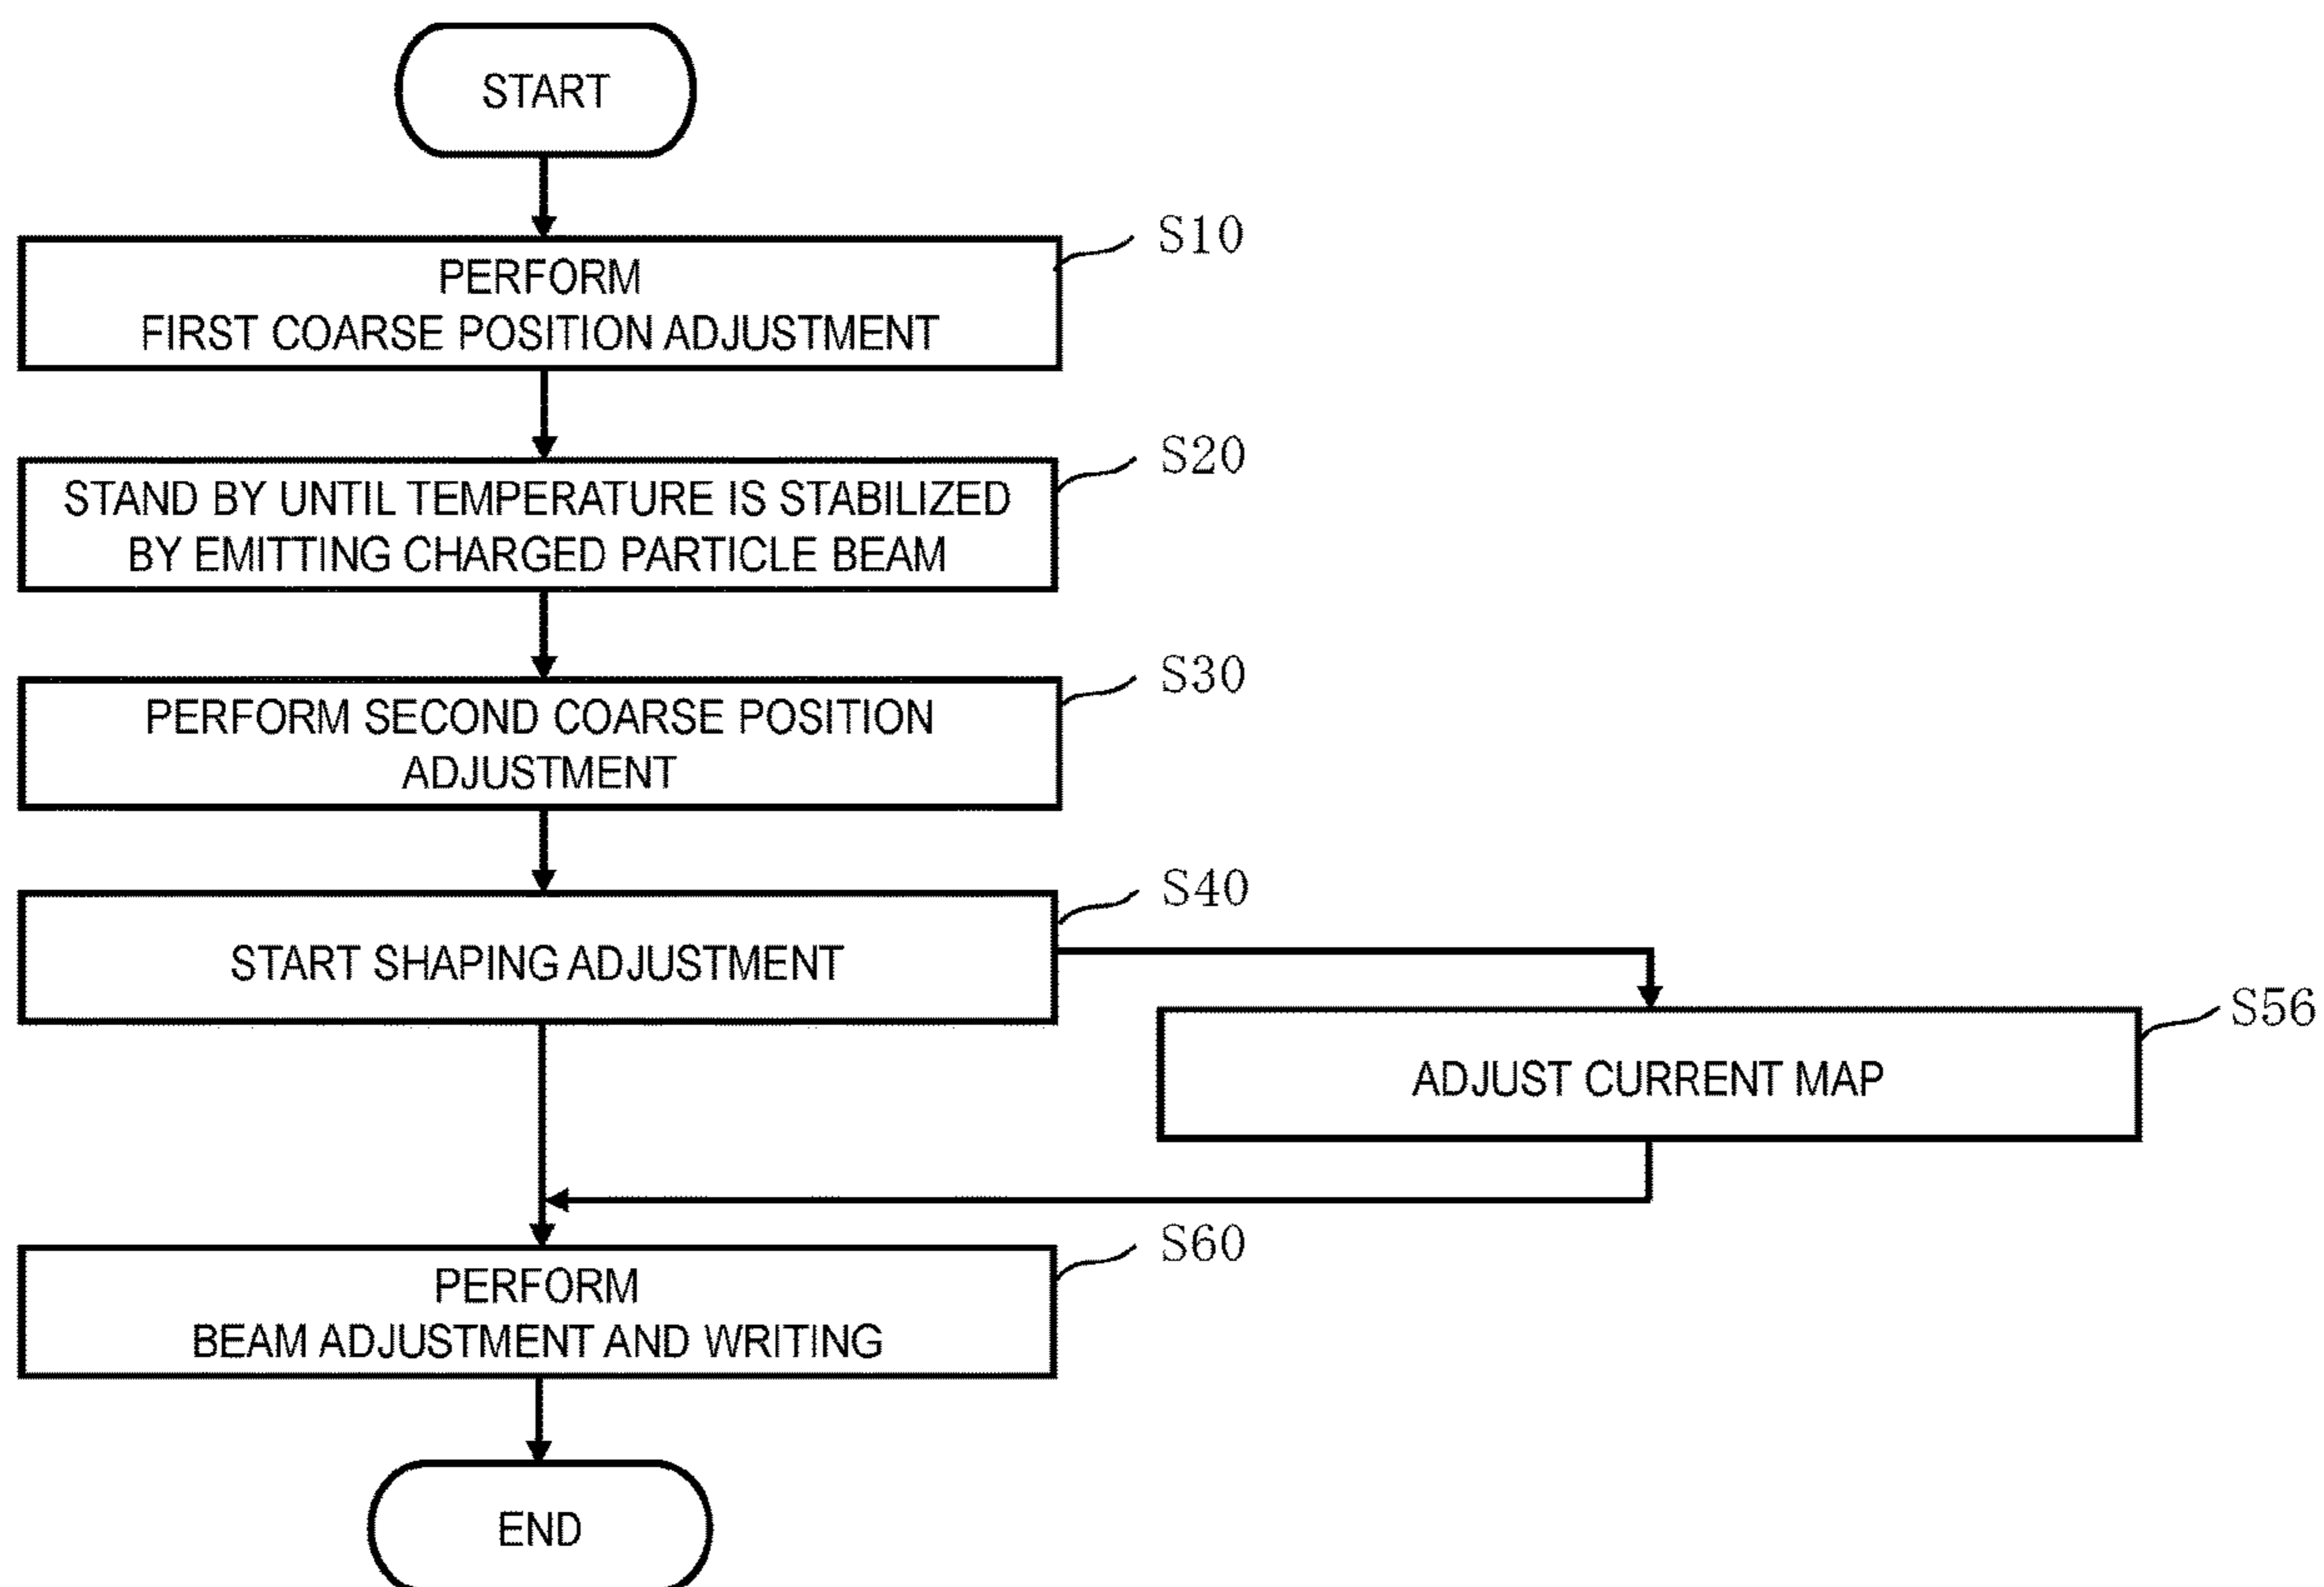 START
S10
PERFORM
FIRST COARSE POSITION ADJUSTMENT
S20
STAND BY UNTIL TEMPERATURE IS STABILIZED
BY EMITTING CHARGED PARTICLE BEAM
S30
PERFORM SECOND COARSE POSITION
ADJUSTMENT
S40
START SHAPING ADJUSTMENT
S56
ADJUST CURRENT MAP
S60
PERFORM
BEAM ADJUSTMENT AND WRITING
END